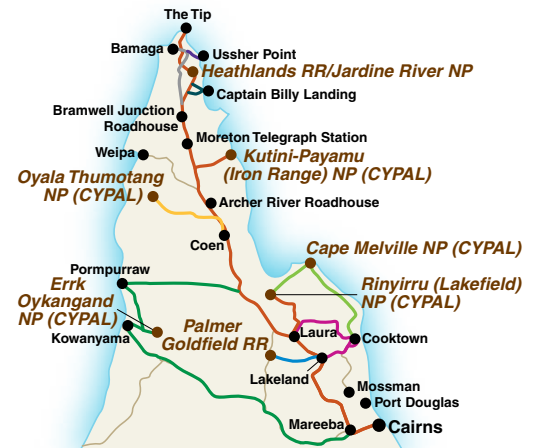 The Tip
Bamaga
Ussher Point
Heathlands RR/Jardine River NP
Captain Billy Landing
Bramwell Junction
Roadhouse
Moreton Telegraph Station
Weipa
Kutini-Payamu
(Iron Range) NP (CYPAL)
Oyala Thumotang
NP (CYPAL)
Archer River Roadhouse
Coen
Cape Melville NP (CYPAL)
Pormpurraw
Rinyirru (Lakefield)
NP (CYPAL)
Errk
Oykangand
NP (CYPAL)
Kowanyama
Palmer
Goldfield RR
Laura
Cooktown
Lakeland
Mossman
Port Douglas
Mareeba
Cairns